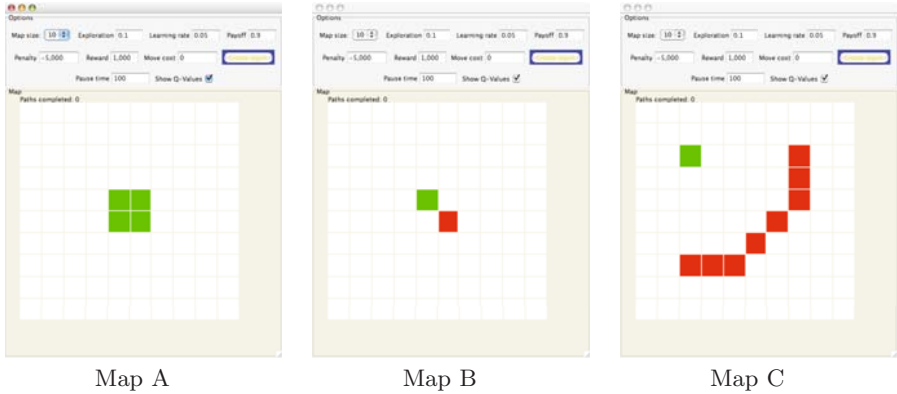 Options
Map size: 10 Exploration 0.1 Learning rate 0.05 Payoff 0.9
Penalty -5,000 Reward 1,000 Move cost 0
Pause time 100 Show Q-Values
Map
Paths completed: 0
Options
Map size: 10 Exploration 0.1 Learning rate 0.05 Payoff 0.9
Penalty -5,000 Reward 1,000 Move cost 0
Pause time 100 Show Q-Values
Map
Paths completed: 0
Options
Map size: 10 Exploration 0.1 Learning rate 0.05 Payoff 0.9
Penalty -5,000 Reward 1,000 Move cost 0
Pause time 100 Show Q-Values
Map
Paths completed: 0
Map A
Map B
Map C